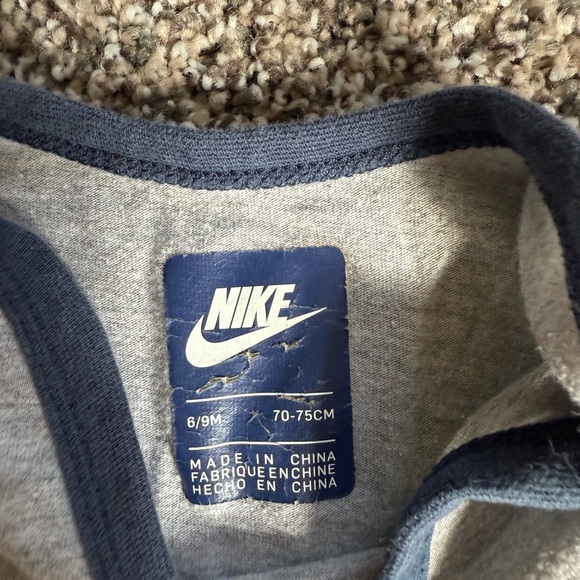 NIKE
6/9M 70-75CM
MADE IN CHINA
FABRIQUE EN CHINE
HECHO EN CHINA